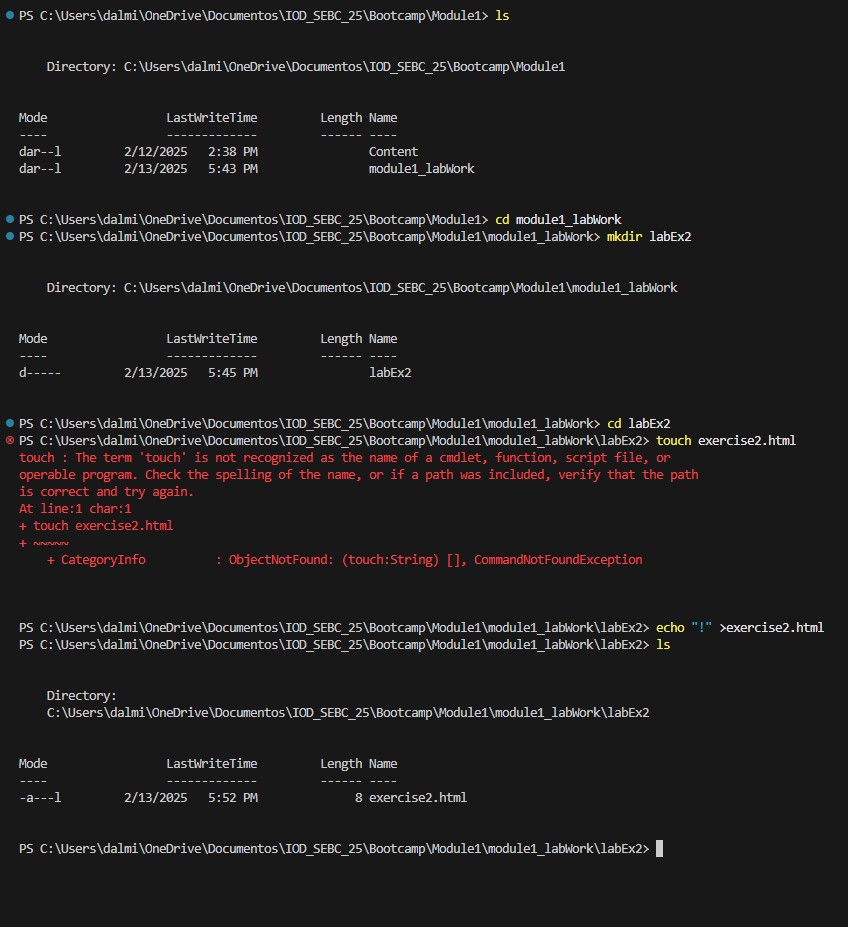 PS C:\Users\dalmi\OneDrive\Documentos\IOD_SEBC_25\Bootcamp\Module1> ls
Directory: C:\Users\dalmi\OneDrive\Documentos\IOD_SEBC_25\Bootcamp\Module1
Mode                 LastWriteTime         Length Name
----                 -------------         ------ ----
dar--l         2/12/2025   2:38 PM                Content
dar--l         2/13/2025   5:43 PM                module1_labWork
PS C:\Users\dalmi\OneDrive\Documentos\IOD_SEBC_25\Bootcamp\Module1> cd module1_labWork
PS C:\Users\dalmi\OneDrive\Documentos\IOD_SEBC_25\Bootcamp\Module1\module1_labWork> mkdir labEx2
Directory: C:\Users\dalmi\OneDrive\Documentos\IOD_SEBC_25\Bootcamp\Module1\module1_labWork
Mode                 LastWriteTime         Length Name
----                 -------------         ------ ----
d-----         2/13/2025   5:45 PM                labEx2
PS C:\Users\dalmi\OneDrive\Documentos\IOD_SEBC_25\Bootcamp\Module1\module1_labWork> cd labEx2
PS C:\Users\dalmi\OneDrive\Documentos\IOD_SEBC_25\Bootcamp\Module1\module1_labWork\labEx2> touch exercise2.html
touch : The term 'touch' is not recognized as the name of a cmdlet, function, script file, or
operable program. Check the spelling of the name, or if a path was included, verify that the path
is correct and try again.
At line:1 char:1
+ touch exercise2.html
+ ~~~~~
+ CategoryInfo          : ObjectNotFound: (touch:String) [], CommandNotFoundException
PS C:\Users\dalmi\OneDrive\Documentos\IOD_SEBC_25\Bootcamp\Module1\module1_labWork\labEx2> echo "!" >exercise2.html
PS C:\Users\dalmi\OneDrive\Documentos\IOD_SEBC_25\Bootcamp\Module1\module1_labWork\labEx2> ls
Directory:
C:\Users\dalmi\OneDrive\Documentos\IOD_SEBC_25\Bootcamp\Module1\module1_labWork\labEx2
Mode                 LastWriteTime         Length Name
----                 -------------         ------ ----
-a---l         2/13/2025   5:52 PM              8 exercise2.html
PS C:\Users\dalmi\OneDrive\Documentos\IOD_SEBC_25\Bootcamp\Module1\module1_labWork\labEx2>